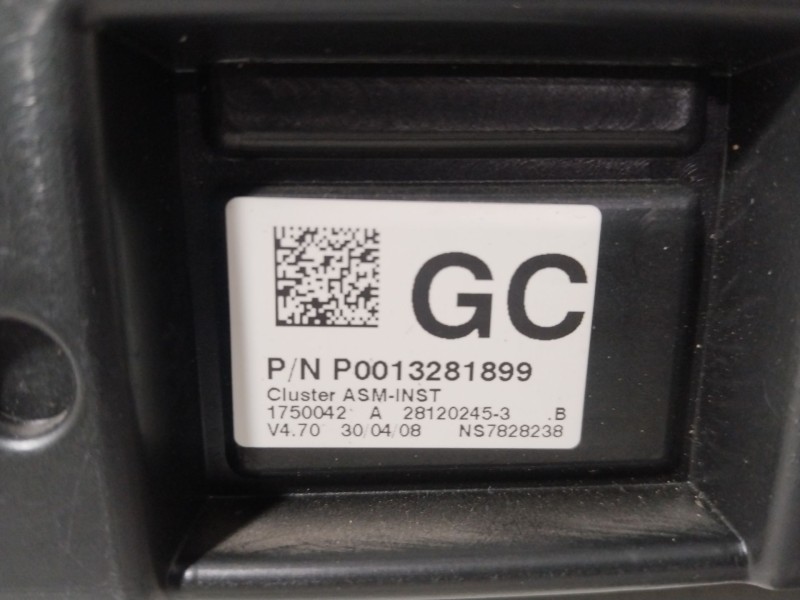 GC
P/N P0013281899
Cluster ASM-INST
1750042 A 28120245-3 .B
V4.70 30/04/08 NS7828238